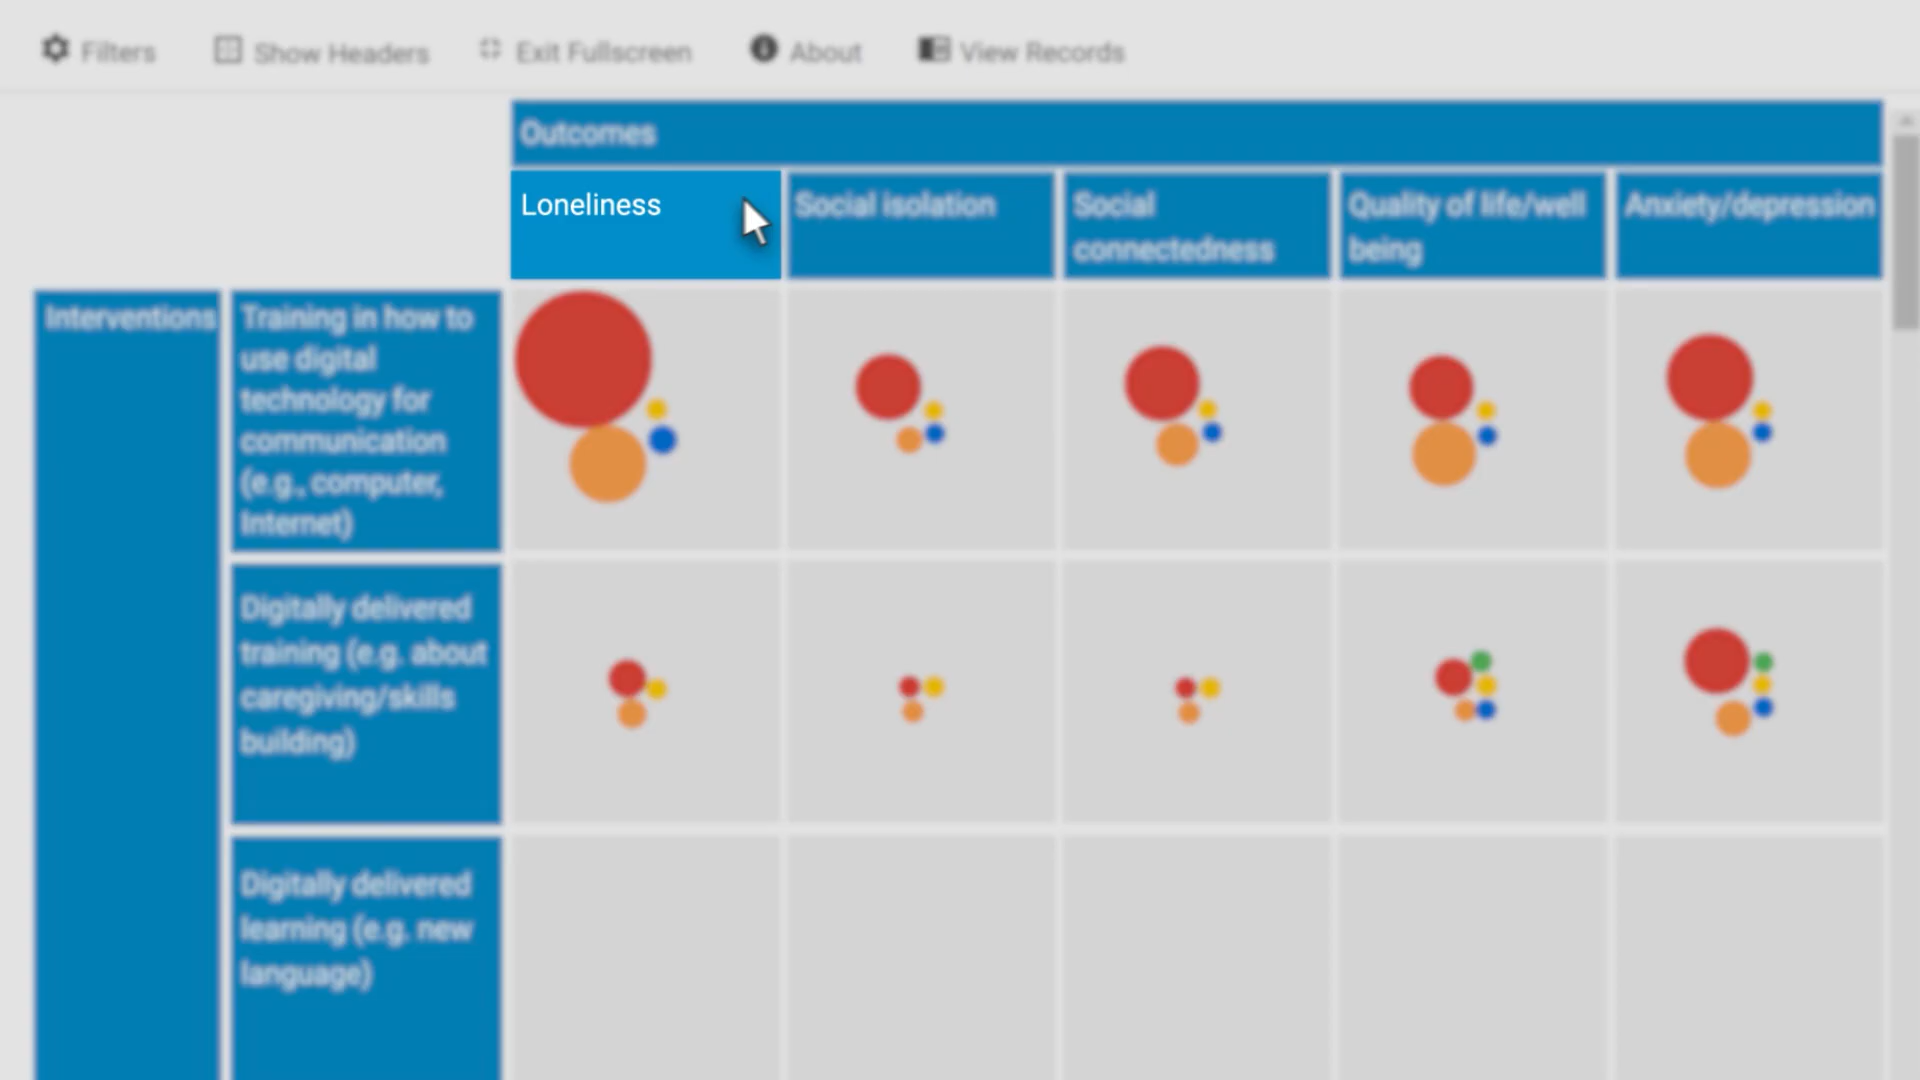 Filters
Show Headers
Exit Fullscreen
About
View Records
Outcomes
Loneliness
Social isolation
Social
connectedness
Quality of life/well
being
Anxiety/depression
Interventions
Training in how to
use digital
technology for
communication
(e.g., computer,
Internet)
Digitally delivered
training (e.g. about
caregiving/skills
building)
Digitally delivered
learning (e.g. new
language)